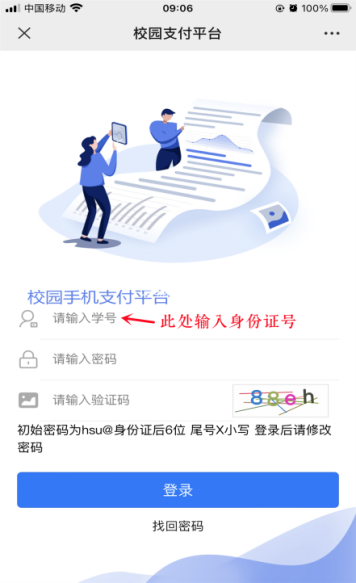 中国移动 09:06 100%
校园支付平台
校园手机支付平台
请输入学号 此处输入身份证号
请输入密码
请输入验证码 88eh
初始密码为hsu@身份证后6位 尾号X小写 登录后请修改
密码
登录
找回密码